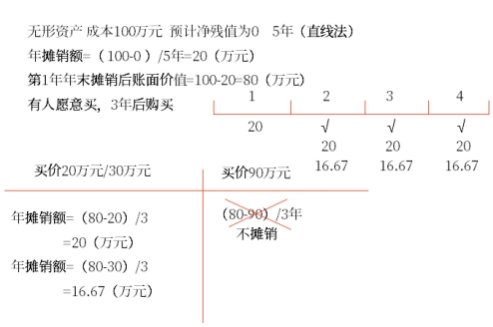 无形资产 成本100万元 预计净残值为0 5年（直线法）
年摊销额=（100-0）/5年=20（万元）
第1年年末摊销后账面价值=100-20=80（万元）
有人愿意买，3年后购买
1 2 3 4
20 √ √ √
20 20 20
16.67 16.67 16.67
买价20万元/30万元
年摊销额=（80-20）/3
=20（万元）
年摊销额=（80-30）/3
=16.67（万元）
买价90万元
（80-90）/3年
不摊销